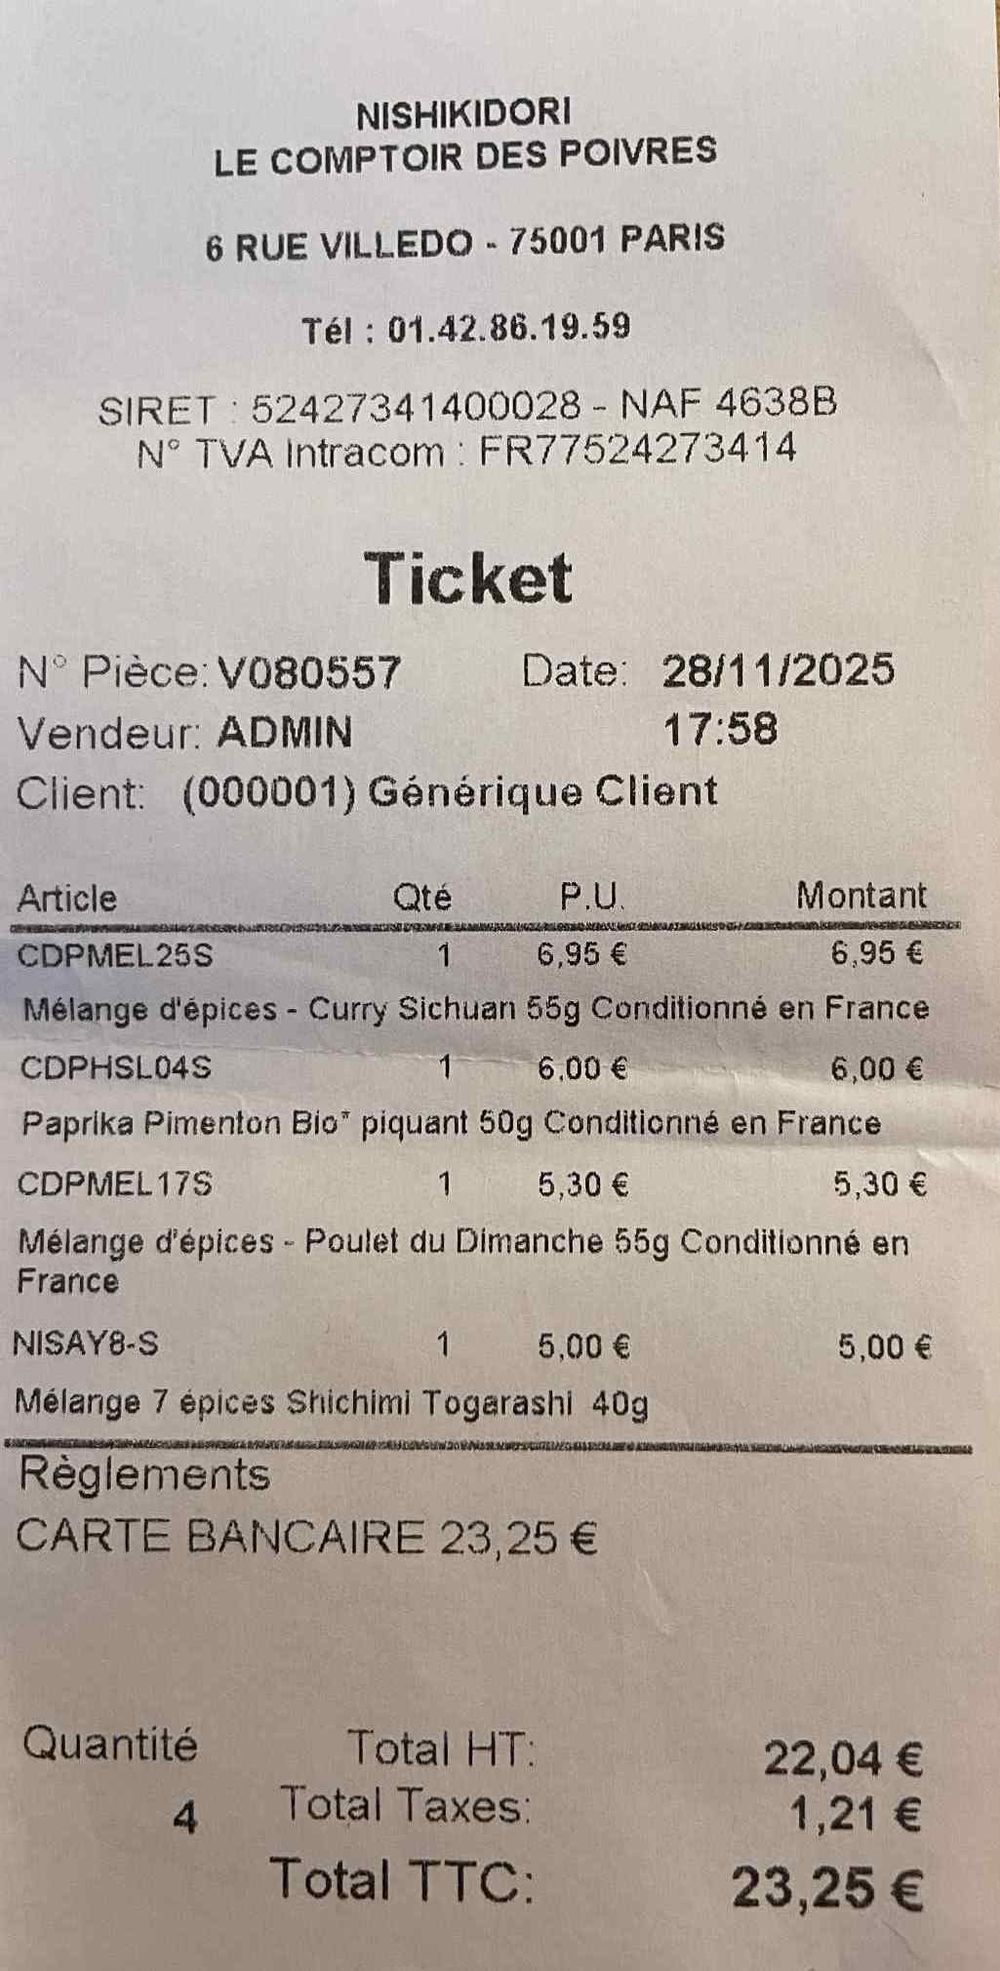 NISHIKIDORI
LE COMPTOIR DES POIVRES
6 RUE VILLEDO - 75001 PARIS
Tél : 01.42.86.19.59
SIRET : 52427341400028 - NAF 4638B
N° TVA Intracom : FR77524273414
Ticket
N° Pièce: V080557 Date: 28/11/2025
Vendeur: ADMIN 17:58
Client: (000001) Générique Client
Article Qté P.U. Montant
CDPMEL25S 1 6,95 € 6,95 €
Mélange d'épices - Curry Sichuan 55g Conditionné en France
CDPHSL04S 1 6,00 € 6,00 €
Paprika Pimenton Bio* piquant 50g Conditionné en France
CDPMEL17S 1 5,30 € 5,30 €
Mélange d'épices - Poulet du Dimanche 55g Conditionné en
France
NISAY8-S 1 5,00 € 5,00 €
Mélange 7 épices Shichimi Togarashi 40g
Règlements
CARTE BANCAIRE 23,25 €
Quantité Total HT: 22,04 €
4 Total Taxes: 1,21 €
Total TTC: 23,25 €